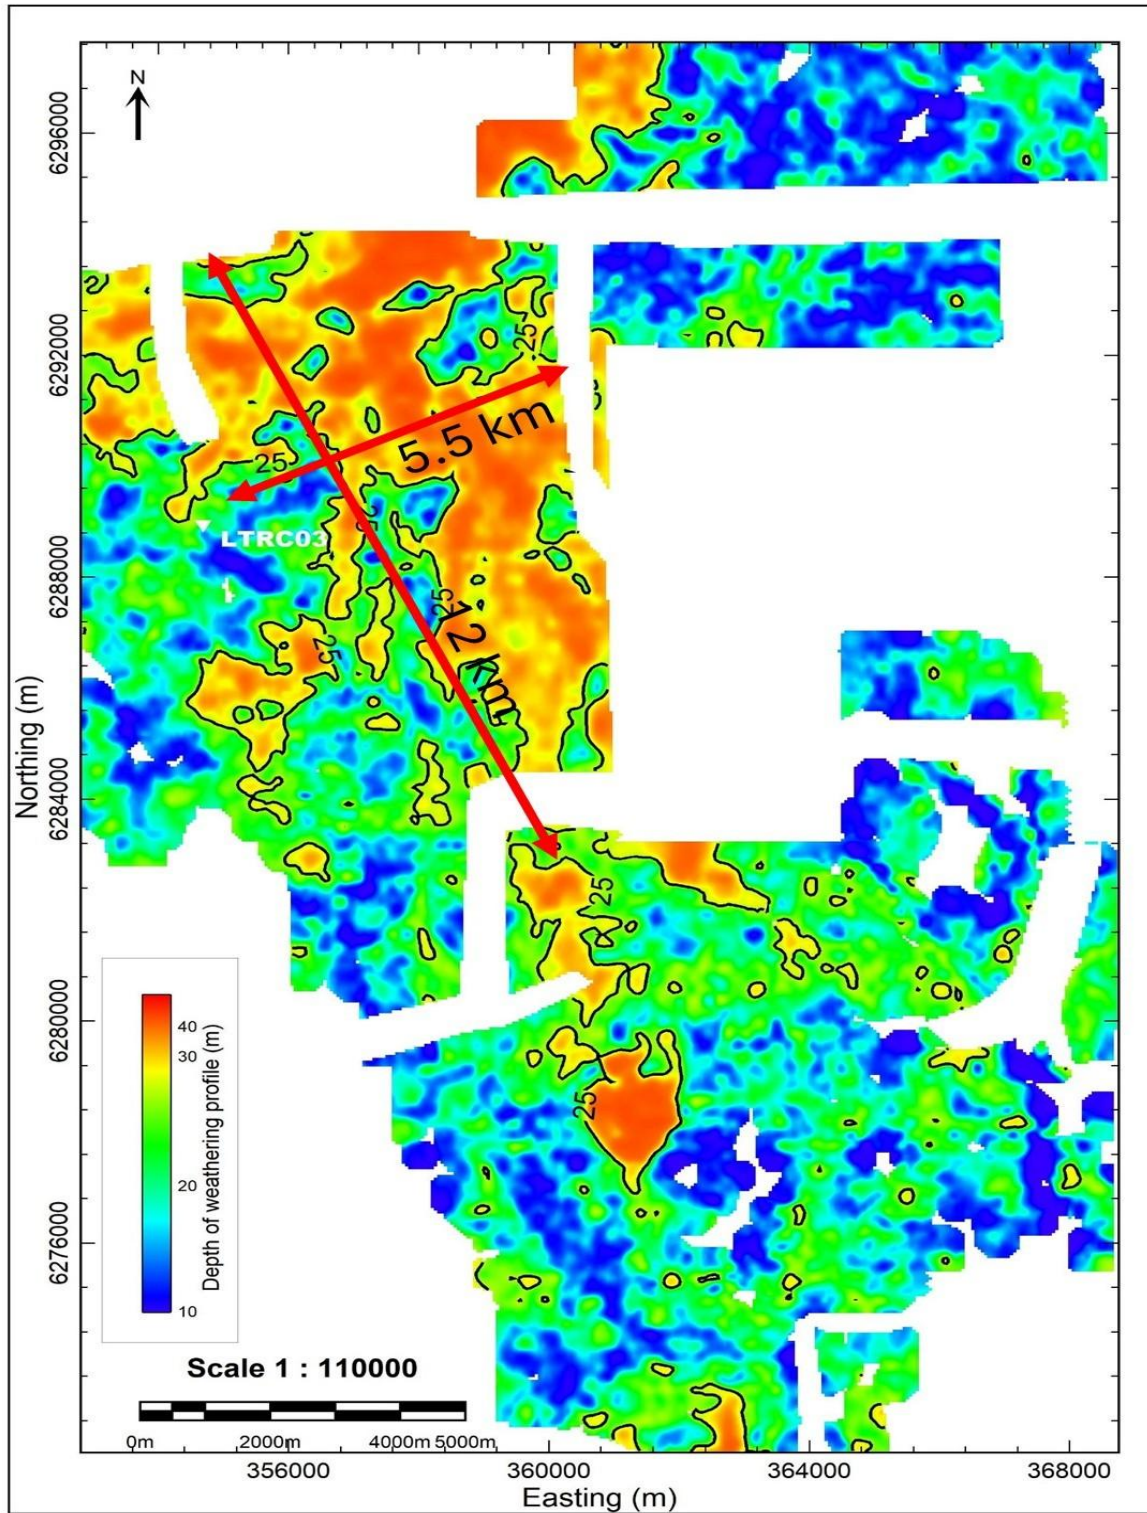 N
6296000
6292000
6288000
6284000
6280000
6276000
Northing (m)
25
5.5 km
25
25
LTRC03
25
12 km
25
25
25
40
30
20
10
Depth of weathering profile (m)
Scale 1 : 110000
0m 2000m 4000m 5000m
356000 360000 364000 368000
Easting (m)